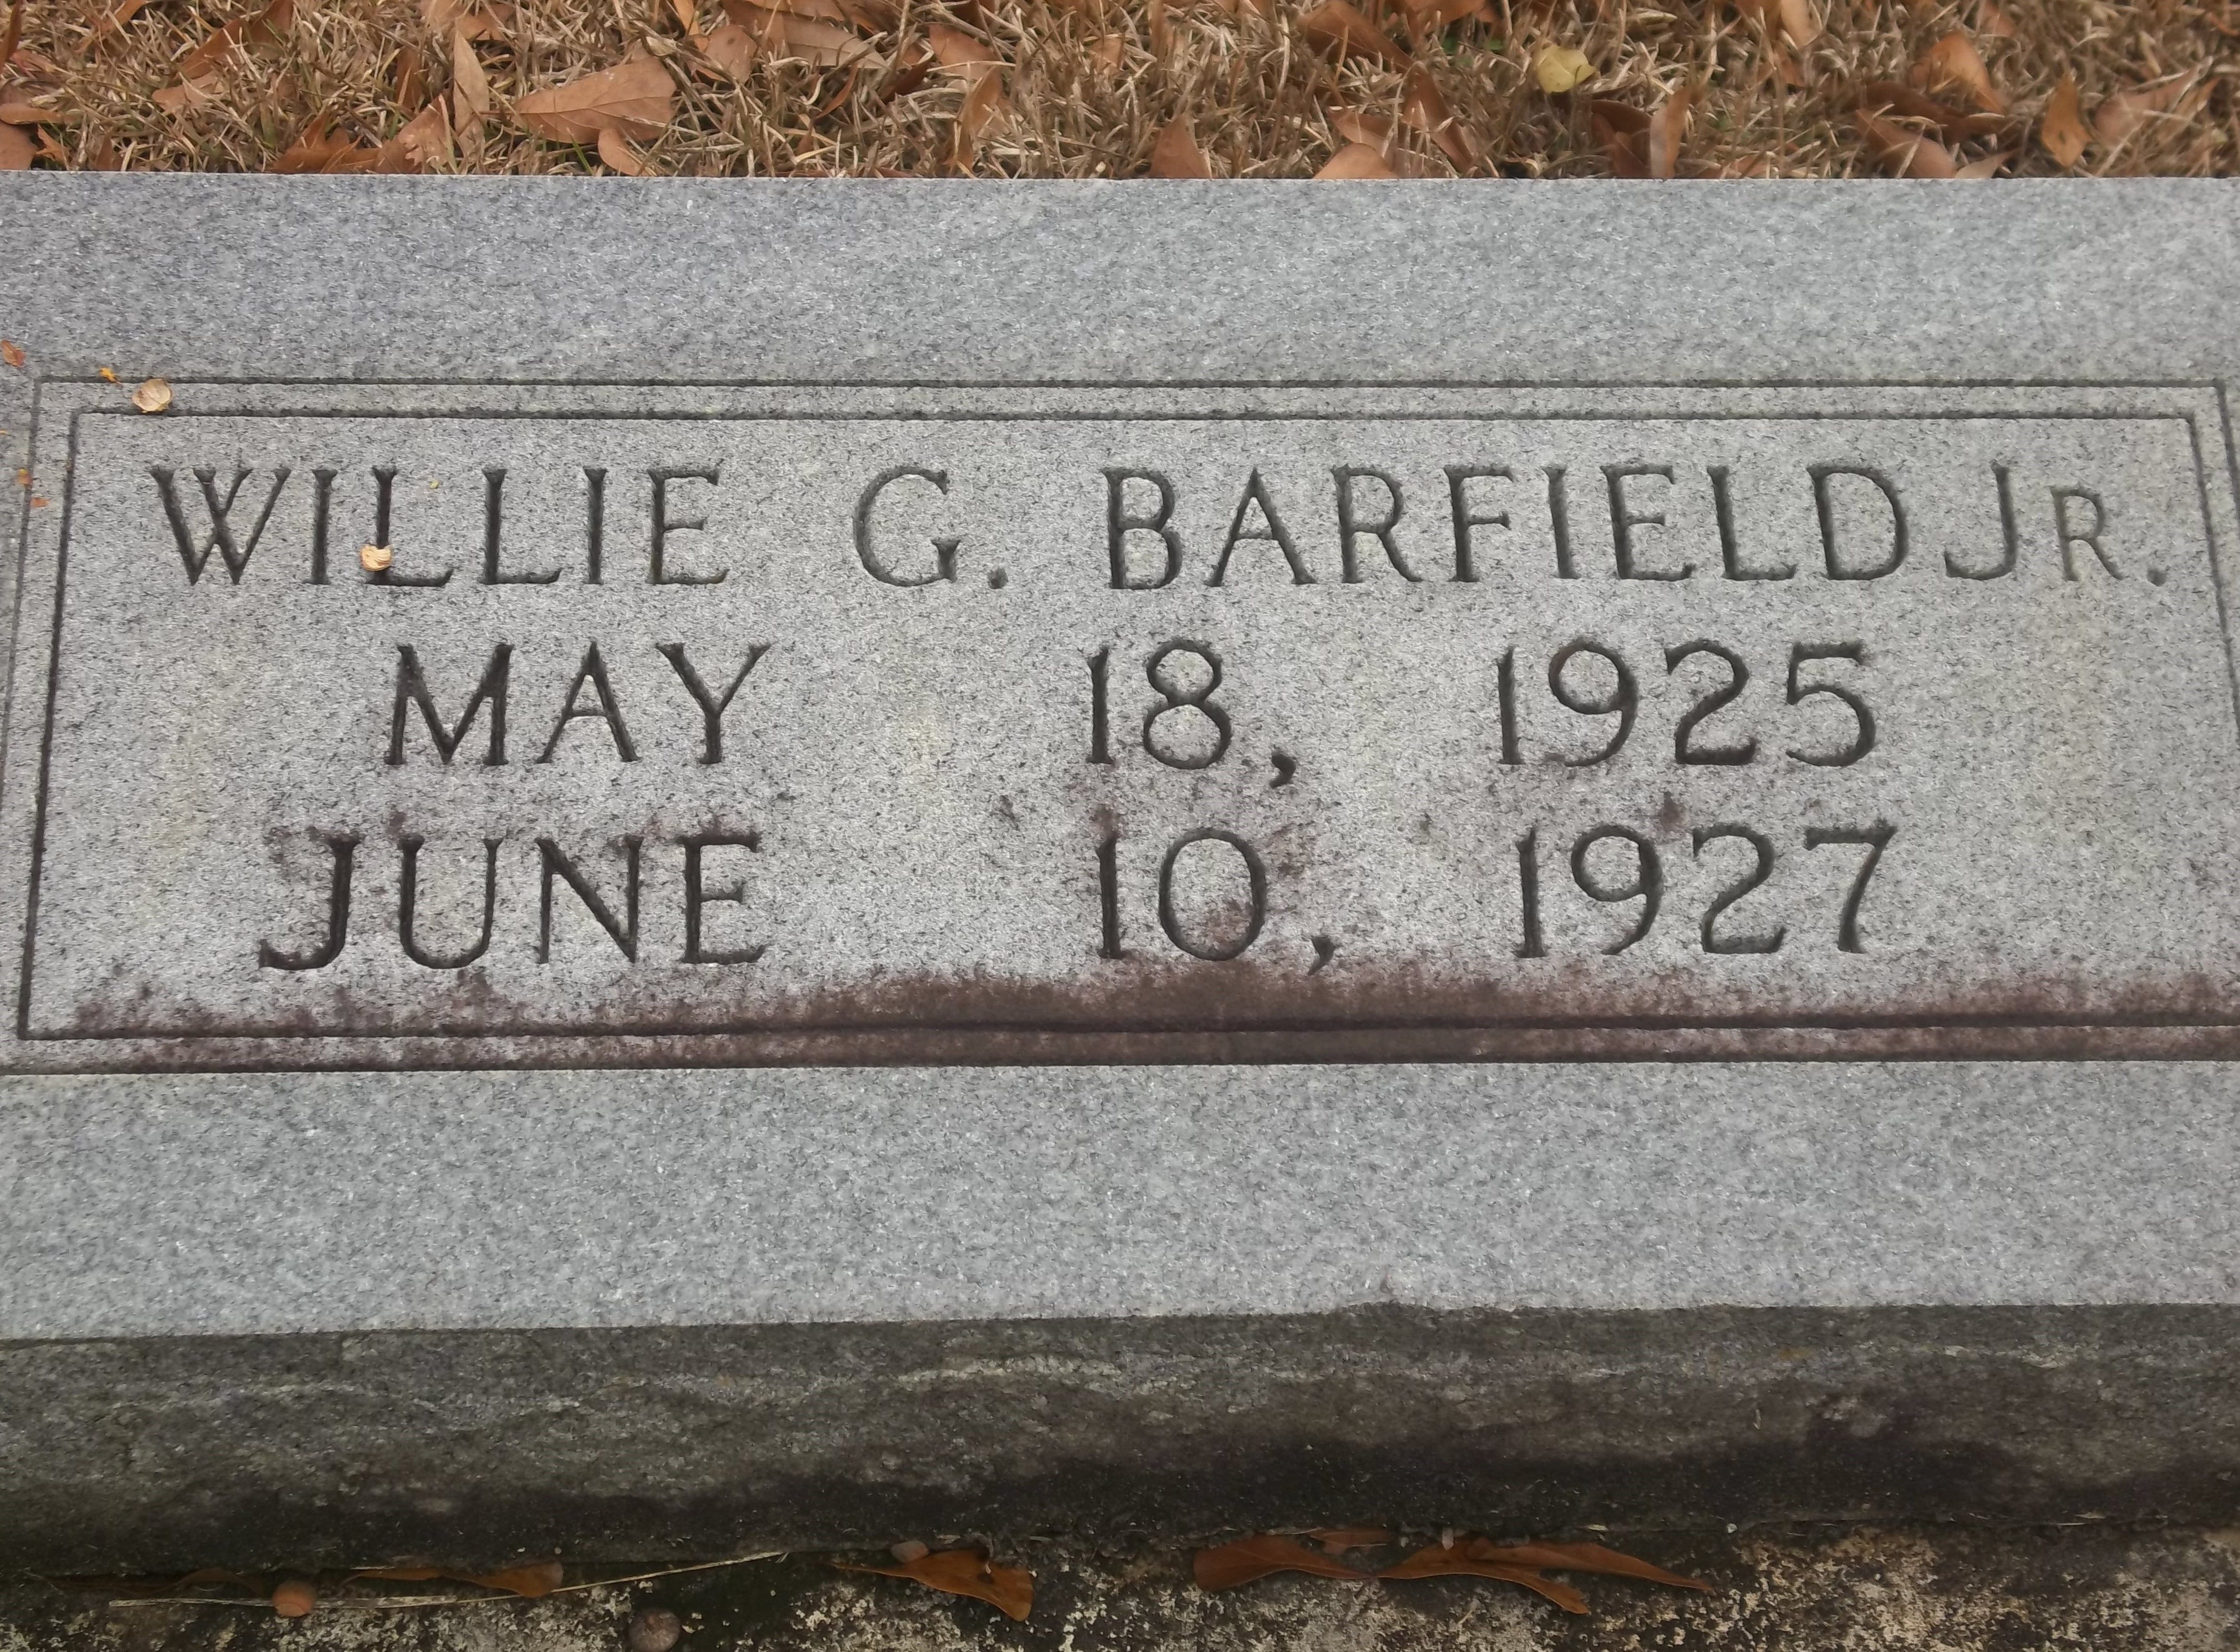 WILLIE G. BARFIELD JR.
MAY 18, 1925
JUNE 10, 1927